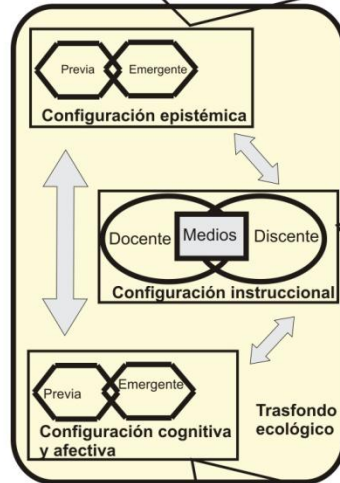 Previa
Emergente
Configuración epistémica
Docente
Medios
Discente
Configuración instruccional
Previa
Emergente
Configuración cognitiva
y afectiva
Trasfondo
ecológico